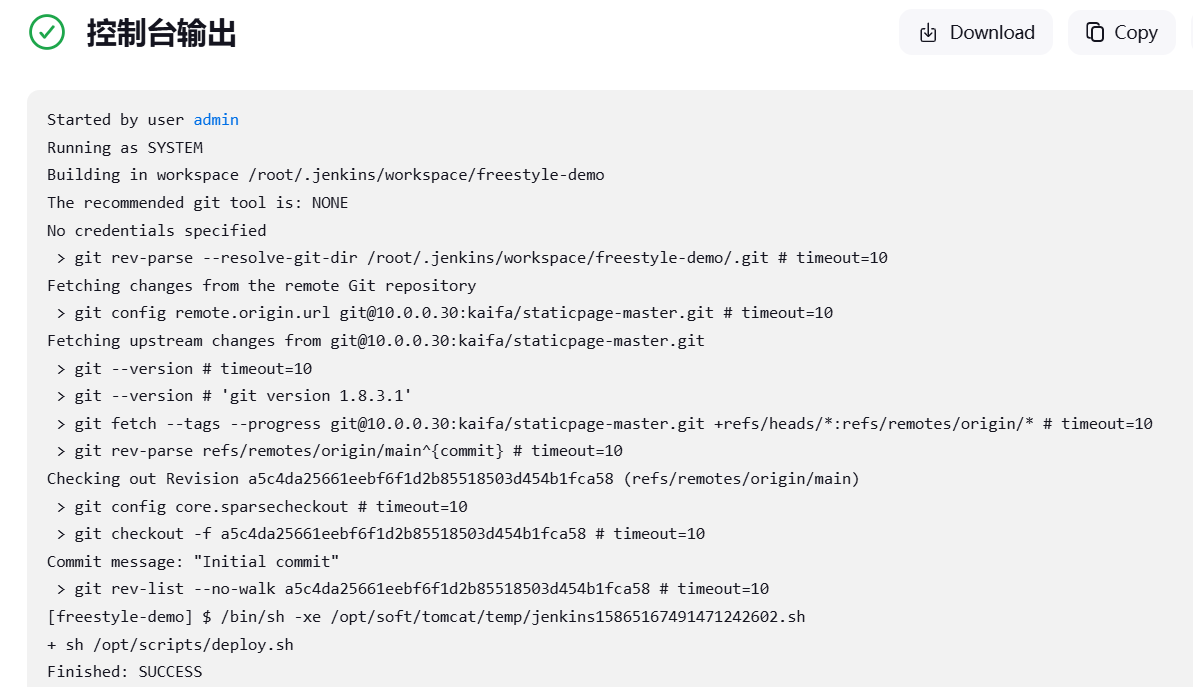 控制台输出
Download
Copy
Started by user admin
Running as SYSTEM
Building in workspace /root/.jenkins/workspace/freestyle-demo
The recommended git tool is: NONE
No credentials specified
 > git rev-parse --resolve-git-dir /root/.jenkins/workspace/freestyle-demo/.git # timeout=10
Fetching changes from the remote Git repository
 > git config remote.origin.url git@10.0.0.30:kaifa/staticpage-master.git # timeout=10
Fetching upstream changes from git@10.0.0.30:kaifa/staticpage-master.git
 > git --version # timeout=10
 > git --version # 'git version 1.8.3.1'
 > git fetch --tags --progress git@10.0.0.30:kaifa/staticpage-master.git +refs/heads/*:refs/remotes/origin/* # timeout=10
 > git rev-parse refs/remotes/origin/main^{commit} # timeout=10
Checking out Revision a5c4da25661eebf6f1d2b85518503d454b1fca58 (refs/remotes/origin/main)
 > git config core.sparsecheckout # timeout=10
 > git checkout -f a5c4da25661eebf6f1d2b85518503d454b1fca58 # timeout=10
Commit message: "Initial commit"
 > git rev-list --no-walk a5c4da25661eebf6f1d2b85518503d454b1fca58 # timeout=10
[freestyle-demo] $ /bin/sh -xe /opt/soft/tomcat/temp/jenkins15865167491471242602.sh
+ sh /opt/scripts/deploy.sh
Finished: SUCCESS